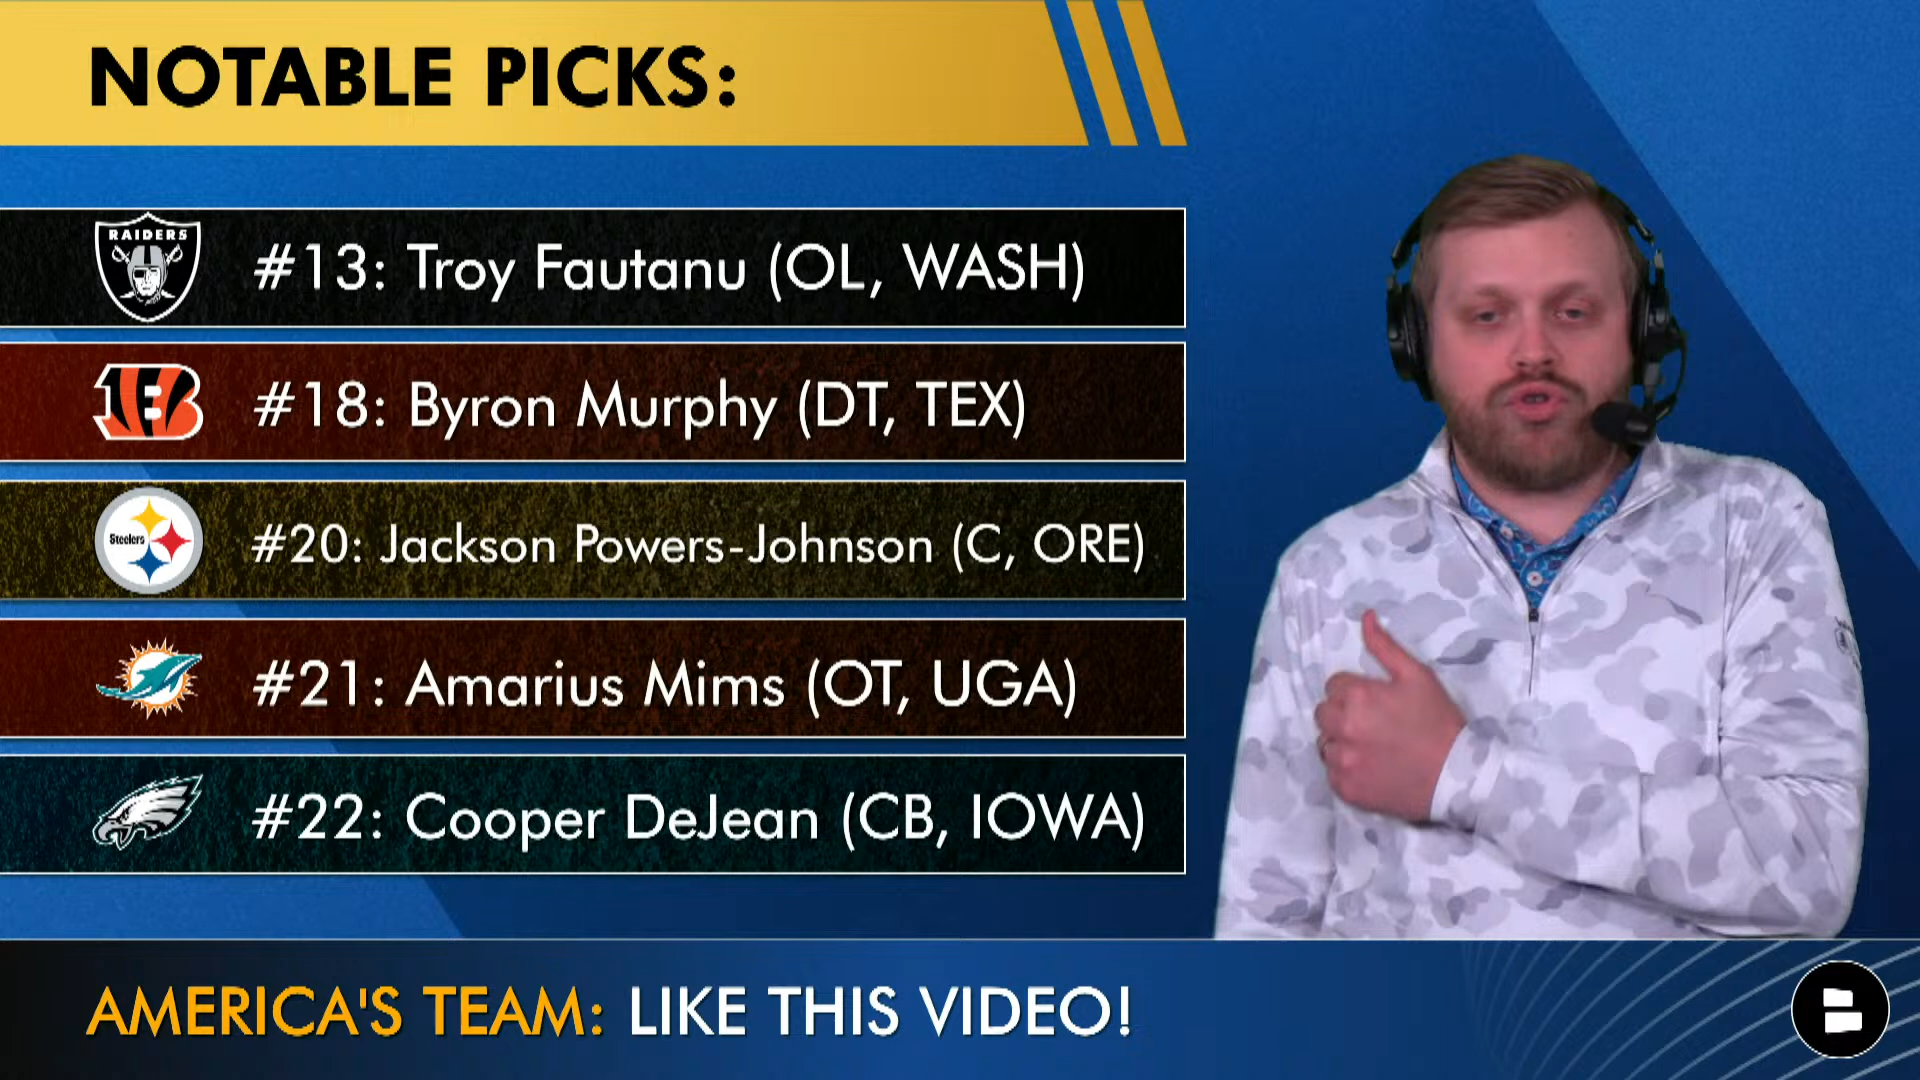 NOTABLE PICKS:
RAIDERS
#13: Troy Fautanu (OL, WASH)
#18: Byron Murphy (DT, TEX)
Steelers
#20: Jackson Powers-Johnson (C, ORE)
#21: Amarius Mims (OT, UGA)
#22: Cooper DeJean (CB, IOWA)
AMERICA'S TEAM: LIKE THIS VIDEO!